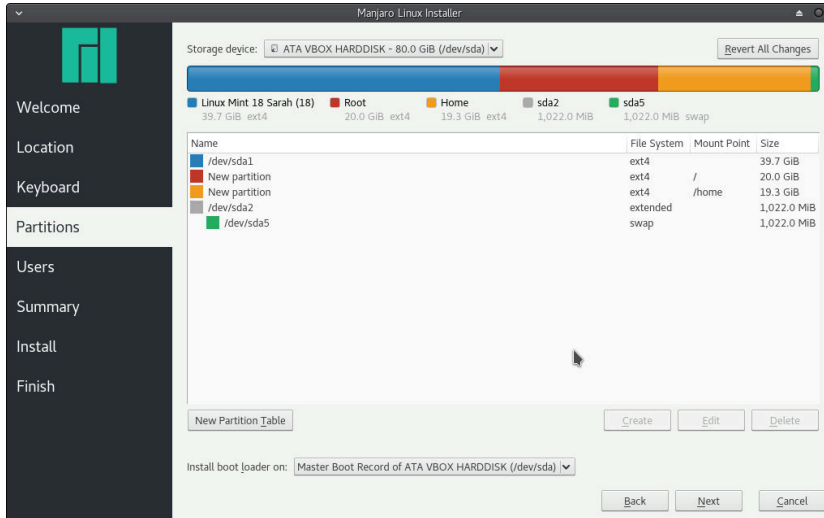 Manjaro Linux Installer
Welcome
Location
Keyboard
Partitions
Users
Summary
Install
Finish
Storage device: ATA VBOX HARDDISK - 80.0 GiB (/dev/sda)
Revert All Changes
Linux Mint 18 Sarah (18) Root Home sda2 sda5
39.7 GiB ext4 20.0 GiB ext4 19.3 GiB ext4 1,022.0 MiB 1,022.0 MiB swap
Name File System Mount Point Size
/dev/sda1 ext4 39.7 GiB
New partition ext4 / 20.0 GiB
New partition ext4 /home 19.3 GiB
/dev/sda2 extended 1,022.0 MiB
/dev/sda5 swap 1,022.0 MiB
New Partition Table Create Edit Delete
Install boot loader on: Master Boot Record of ATA VBOX HARDDISK (/dev/sda)
Back Next Cancel